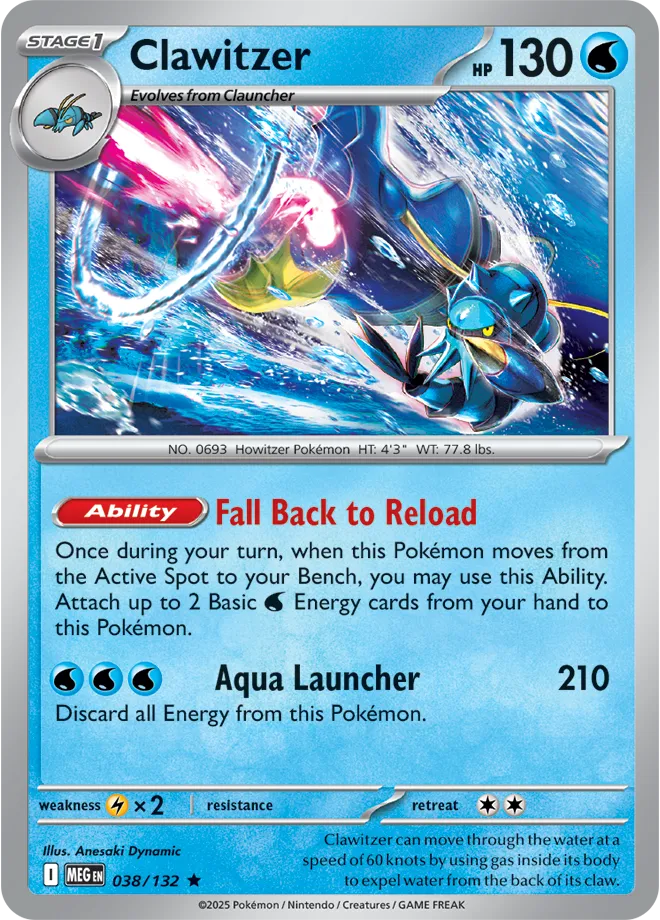 STAGE 1
Clawitzer
HP 130
Evolves from Clauncher
NO. 0693 Howitzer Pokémon HT: 4'3" WT: 77.8 lbs.
Ability Fall Back to Reload
Once during your turn, when this Pokémon moves from
the Active Spot to your Bench, you may use this Ability.
Attach up to 2 Basic Energy cards from your hand to
this Pokémon.
Aqua Launcher 210
Discard all Energy from this Pokémon.
weakness ×2 resistance retreat
Illus. Anesaki Dynamic
I MEG EN 038/132 ★
Clawitzer can move through the water at a
speed of 60 knots by using gas inside its body
to expel water from the back of its claw.
©2025 Pokémon / Nintendo / Creatures / GAME FREAK